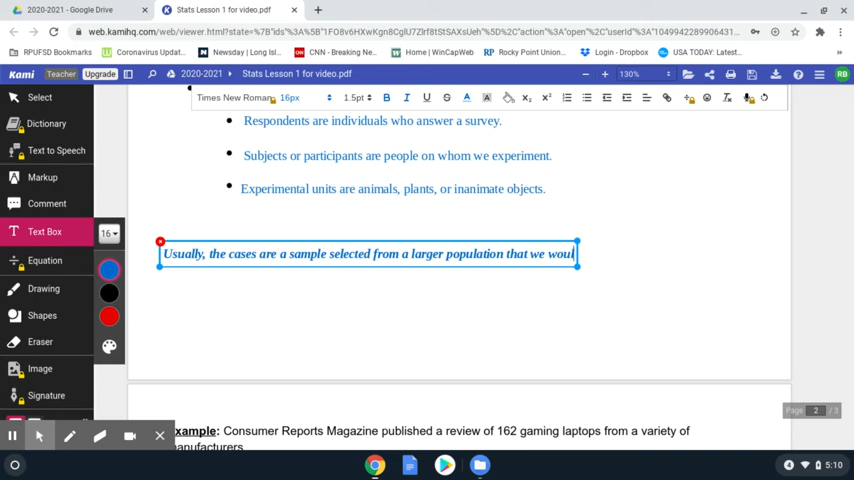 2020-2021 - Google Drive
Stats Lesson 1 for video.pdf
web.kamihq.com/web/viewer.html?state=%7B"ids"%3A%5B"1FO8v6HXwKgn8CglU7Zlrf8tStSAXsUeh"%5D%2C"action"%3A"open"%2C"userId"%3A"1049942289906431...
RPUFSD Bookmarks
Coronavirus Updat...
Newsday | Long Isl...
CNN - Breaking Ne...
Home | WinCapWeb
Rocky Point Union...
Login · Dropbox
USA TODAY: Latest...
Kami
Teacher
Upgrade
2020-2021
Stats Lesson 1 for video.pdf
130%
RB
Select
Dictionary
Text to Speech
Markup
Comment
Text Box
Equation
Drawing
Shapes
Eraser
Image
Signature
16
Times New Roman
16px
1.5pt
B I U S A A X₂ X²
• Respondents are individuals who answer a survey.
• Subjects or participants are people on whom we experiment.
• Experimental units are animals, plants, or inanimate objects.
Usually, the cases are a sample selected from a larger population that we woul
Page 2 / 3
xample: Consumer Reports Magazine published a review of 162 gaming laptops from a variety of
nanufacturers
4
5:10